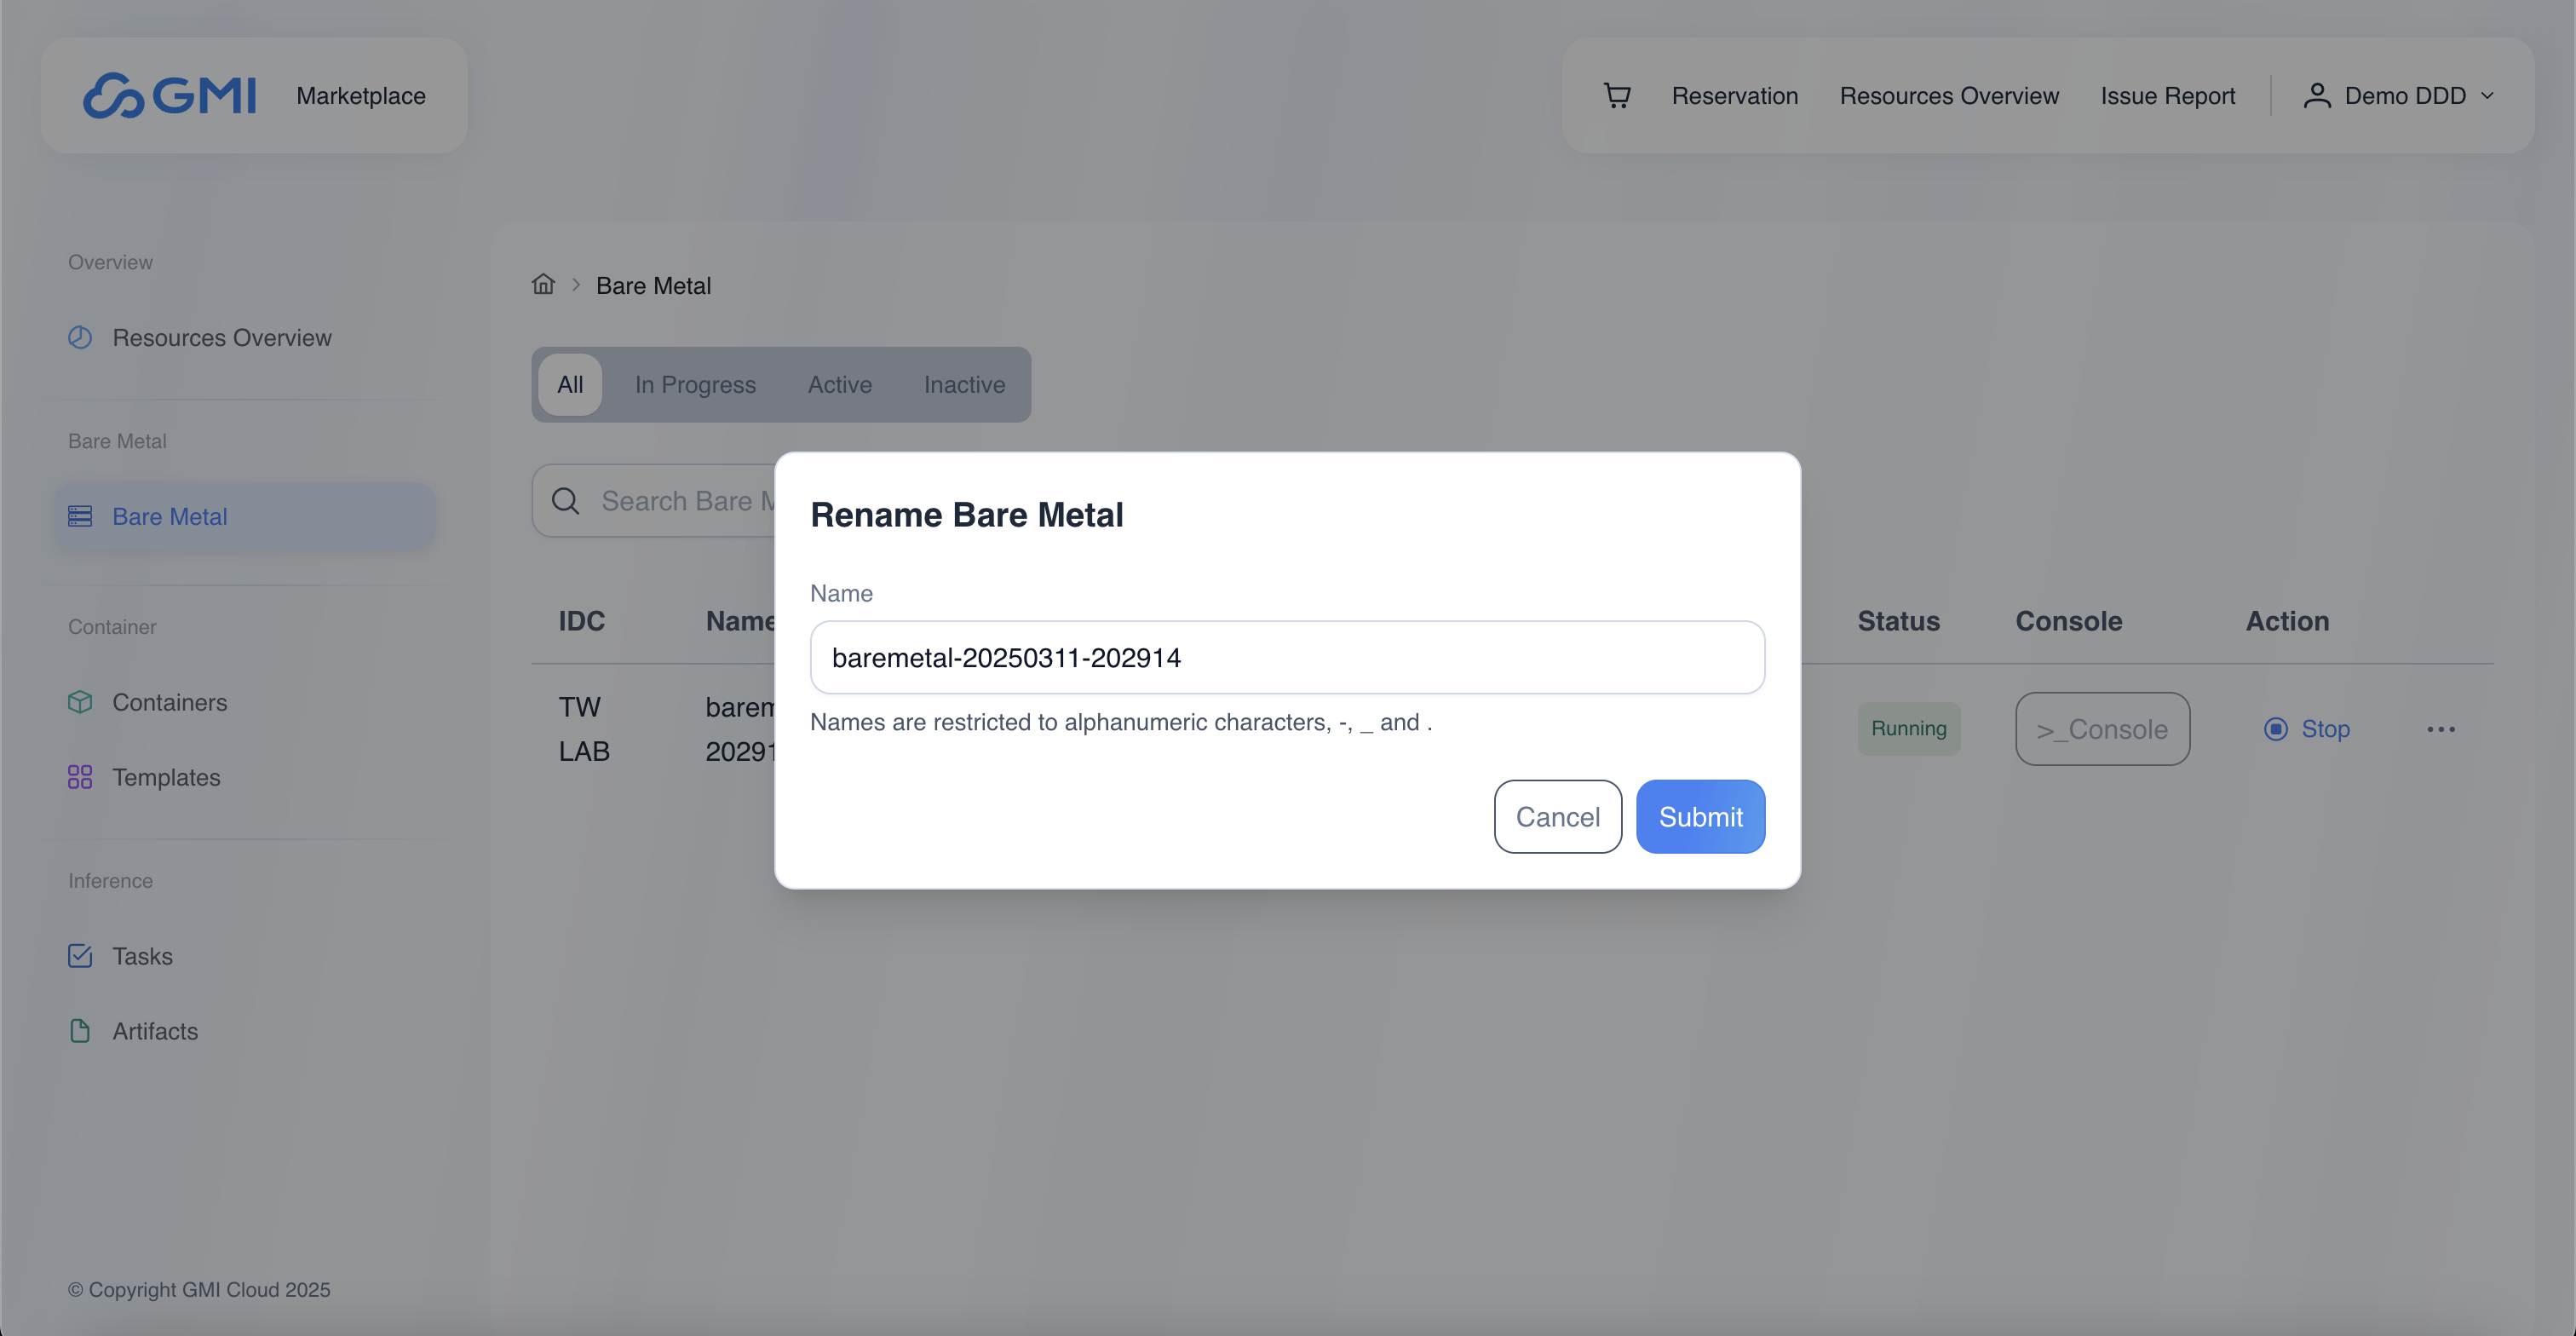 GMI
Marketplace
Reservation
Resources Overview
Issue Report
Demo DDD
Overview
Resources Overview
Bare Metal
Bare Metal
Container
Containers
Templates
Inference
Tasks
Artifacts
© Copyright GMI Cloud 2025
Bare Metal
All
In Progress
Active
Inactive
Search Bare
IDC
Name
Status
Console
Action
TW
LAB
Running
>_Console
Stop
Rename Bare Metal
Name
baremetal-20250311-202914
Names are restricted to alphanumeric characters, -, _ and .
Cancel
Submit